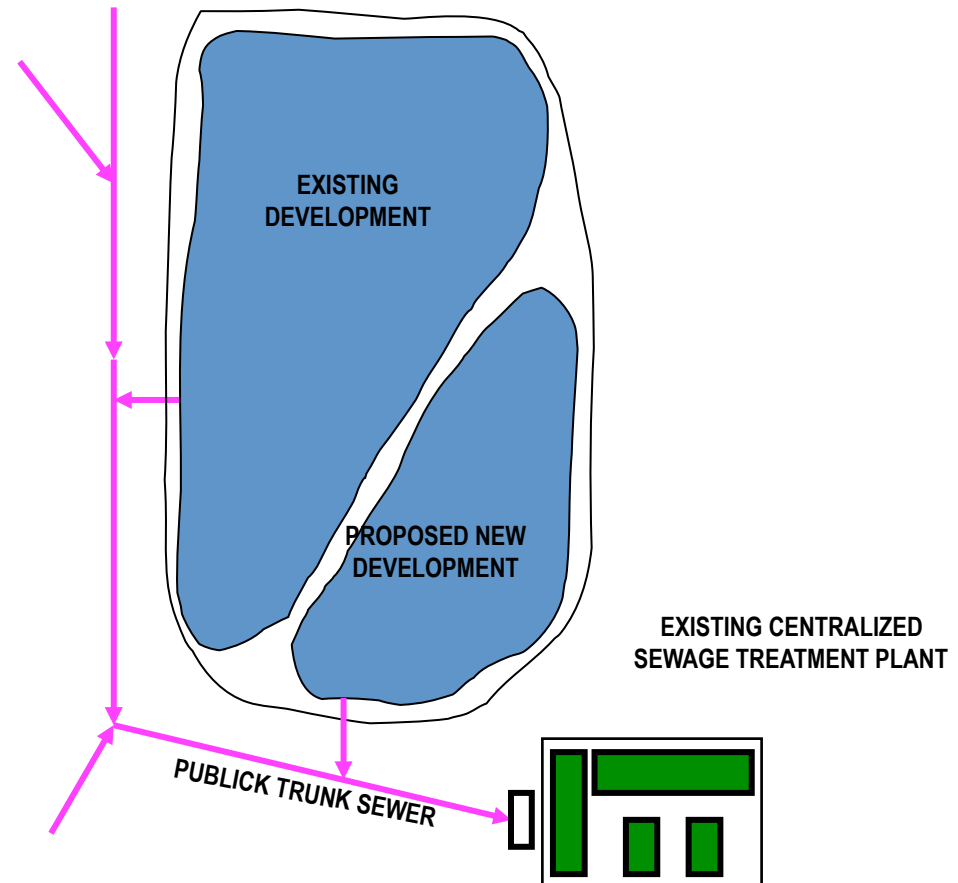 EXISTING
DEVELOPMENT
PROPOSED NEW
DEVELOPMENT
EXISTING CENTRALIZED
SEWAGE TREATMENT PLANT
PUBLICK TRUNK SEWER